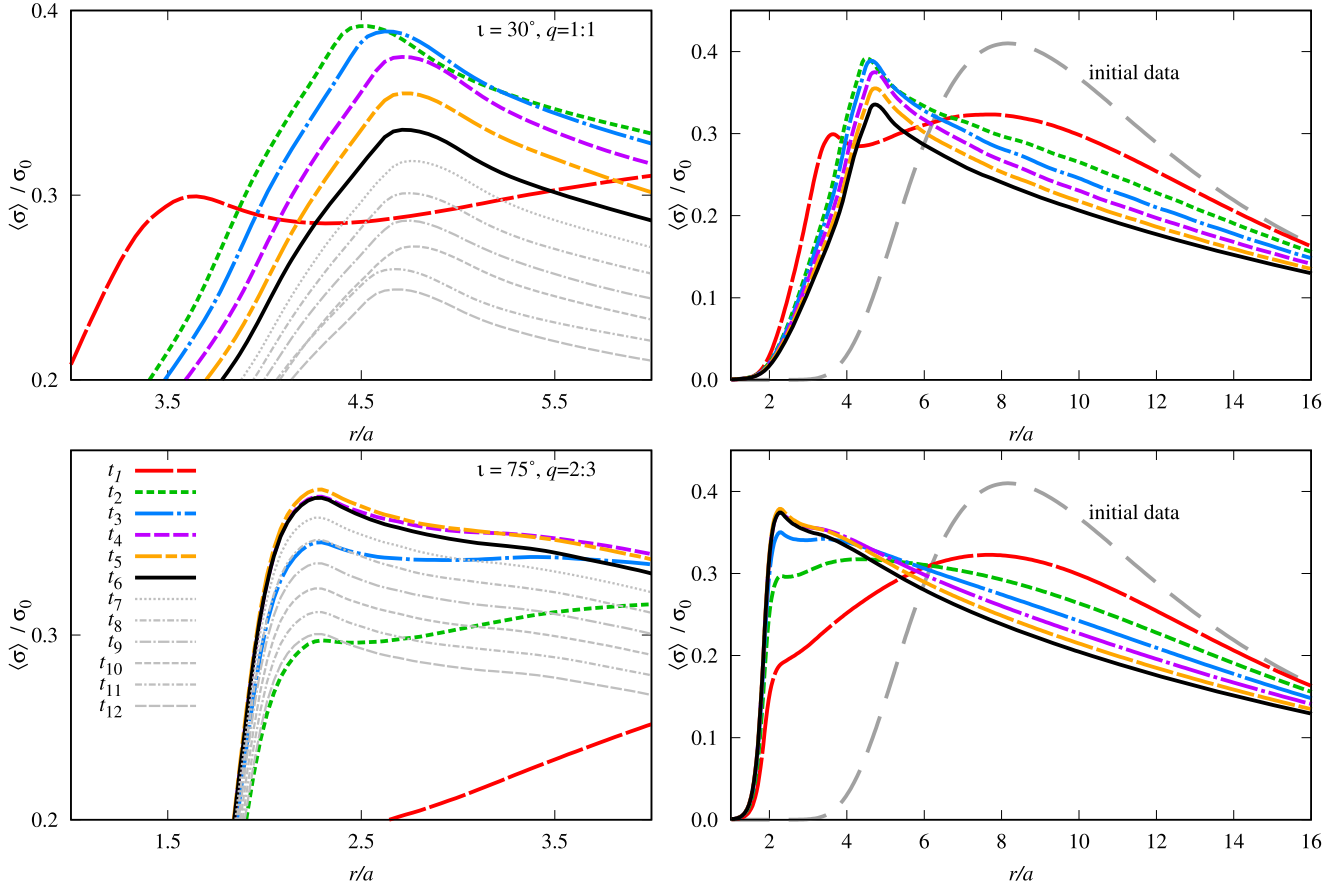 0.4
0.3
0.2
⟨σ⟩ / σ0
ι = 30°, q=1:1
3.5 4.5 5.5
r/a
0.4
0.3
0.2
0.1
0.0
⟨σ⟩ / σ0
initial data
2 4 6 8 10 12 14 16
r/a
0.3
0.2
⟨σ⟩ / σ0
ι = 75°, q=2:3
t1
t2
t3
t4
t5
t6
t7
t8
t9
t10
t11
t12
1.5 2.5 3.5
r/a
0.4
0.3
0.2
0.1
0.0
⟨σ⟩ / σ0
initial data
2 4 6 8 10 12 14 16
r/a